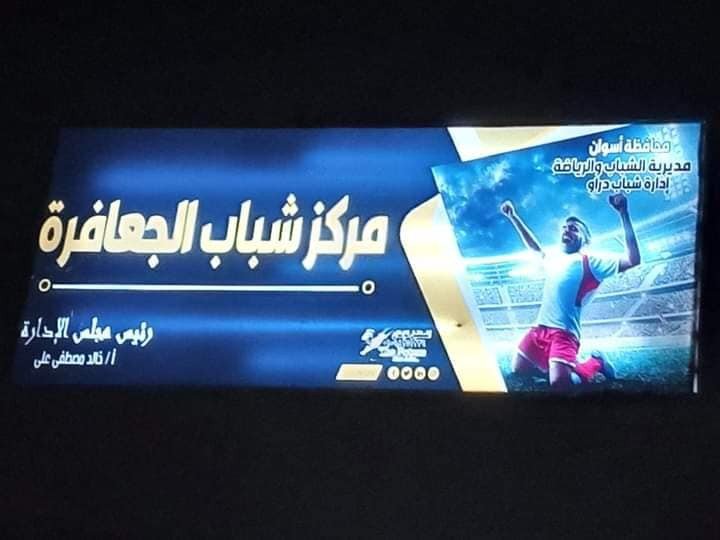 محافظة أسوان
مديرية الشباب والرياضة
إدارة شباب دراو
مركز شباب الجعافرة
رئيس مجلس الإدارة
أ/ خالد مصطفى على